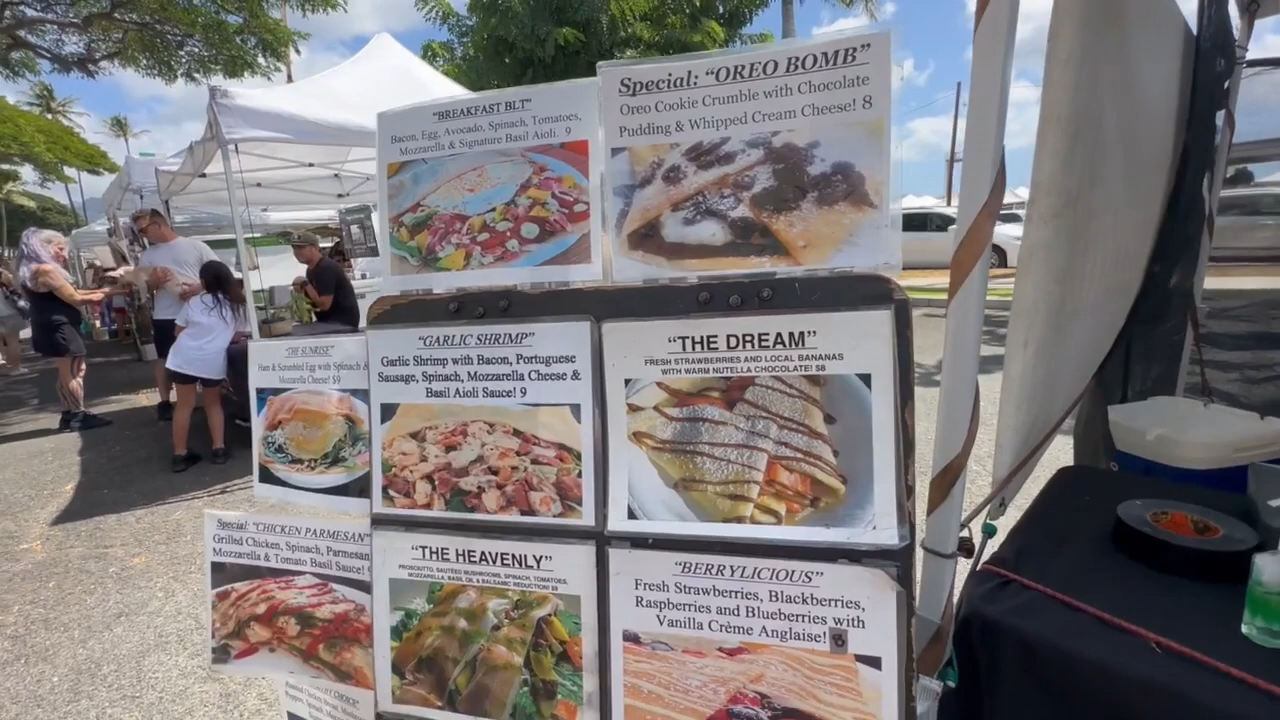 "BREAKFAST BLT"
Bacon, Egg, Avocado, Spinach, Tomatoes,
Mozzarella & Signature Basil Aioli. 9
Special: "OREO BOMB"
Oreo Cookie Crumble with Chocolate
Pudding & Whipped Cream Cheese! 8
"THE SUNRISE"
Ham & Scrambled Egg with Spinach &
Mozzarella Cheese! $9
"GARLIC SHRIMP"
Garlic Shrimp with Bacon, Portuguese
Sausage, Spinach, Mozzarella Cheese &
Basil Aioli Sauce! 9
"THE DREAM"
FRESH STRAWBERRIES AND LOCAL BANANAS
WITH WARM NUTELLA CHOCOLATE! $8
Special: "CHICKEN PARMESAN"
Grilled Chicken, Spinach, Parmesan
Mozzarella & Tomato Basil Sauce!
"THE HEAVENLY"
PROSCIUTTO, SAUTÉED MUSHROOMS, SPINACH, TOMATOES,
MOZZARELLA, BASIL OIL & BALSAMIC REDUCTION! $9
"BERRYLICIOUS"
Fresh Strawberries, Blackberries,
Raspberries and Blueberries with
Vanilla Crème Anglaise! 8